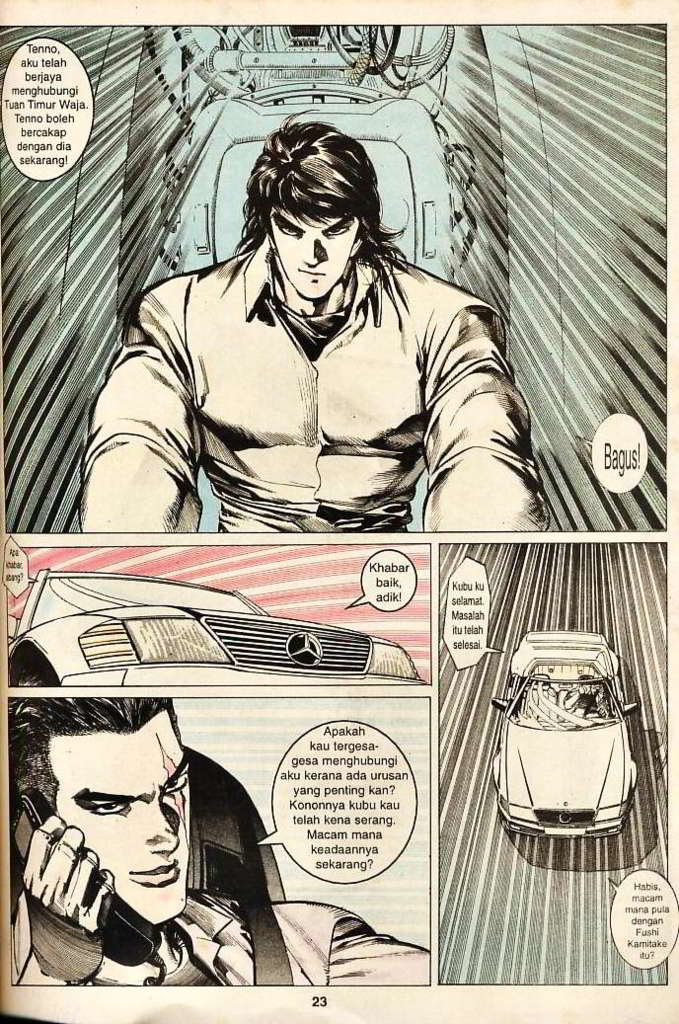 Tenno,
aku telah
berjaya
menghubungi
Tuan Timur Waja.
Tenno boleh
bercakap
dengan dia
sekarang!
Bagus!
Apa
khabar,
abang?
Khabar
baik,
adik!
Kubu ku
selamat.
Masalah
itu telah
selesai.
Apakah
kau tergesa-
gesa menghubungi
aku kerana ada urusan
yang penting kan?
Kononnya kubu kau
telah kena serang.
Macam mana
keadaannya
sekarang?
Habis,
macam
mana pula
dengan
Fushi
Kamitake
itu?
23